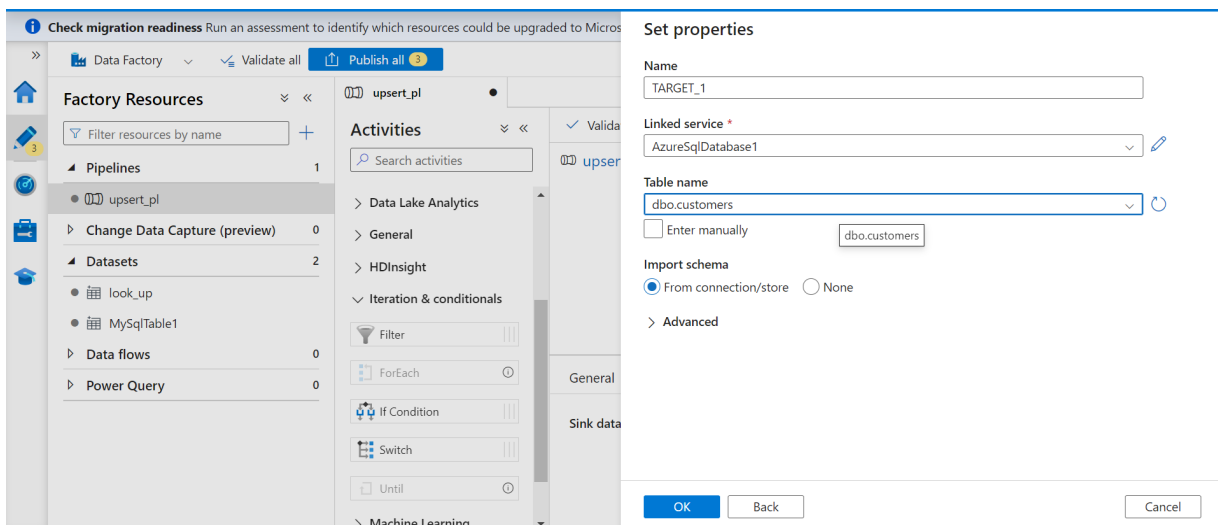 Check migration readiness Run an assessment to identify which resources could be upgraded to Micros
Data Factory
Validate all
Publish all 3
3
Factory Resources
Filter resources by name
Pipelines 1
upsert_pl
Change Data Capture (preview) 0
Datasets 2
look_up
MySqlTable1
Data flows 0
Power Query 0
upsert_pl
Activities
Search activities
Data Lake Analytics
General
HDInsight
Iteration & conditionals
Filter
ForEach
If Condition
Switch
Until
Machine Learning
Valida
upser
General
Sink data
Set properties
Name
TARGET_1
Linked service *
AzureSqlDatabase1
Table name
dbo.customers
Enter manually
dbo.customers
Import schema
From connection/store None
Advanced
OK Back Cancel